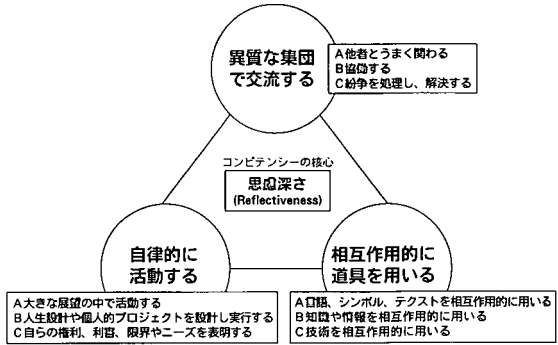 異質な集団
で交流する
A他者とうまく関わる
B協働する
C紛争を処理し、解決する
コンピテンシーの核心
思慮深さ
(Reflectiveness)
自律的に
活動する
A大きな展望の中で活動する
B人生設計や個人的プロジェクトを設計し実行する
C自らの権利、利害、限界やニーズを表明する
相互作用的に
道具を用いる
A言語、シンボル、テクストを相互作用的に用いる
B知識や情報を相互作用的に用いる
C技術を相互作用的に用いる